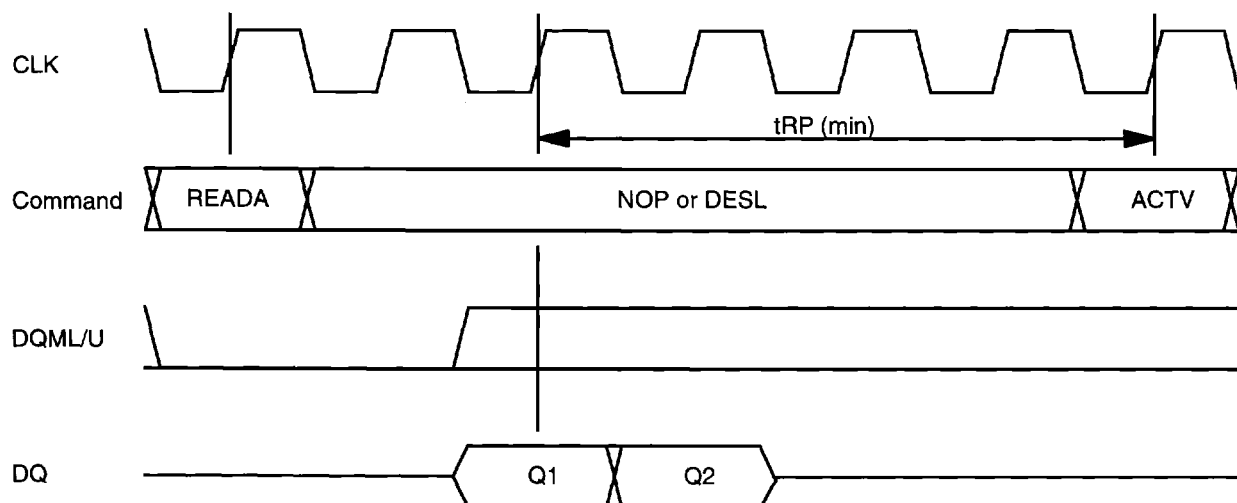 CLK
tRP (min)
Command READA NOP or DESL ACTV
DQML/U
DQ Q1 Q2